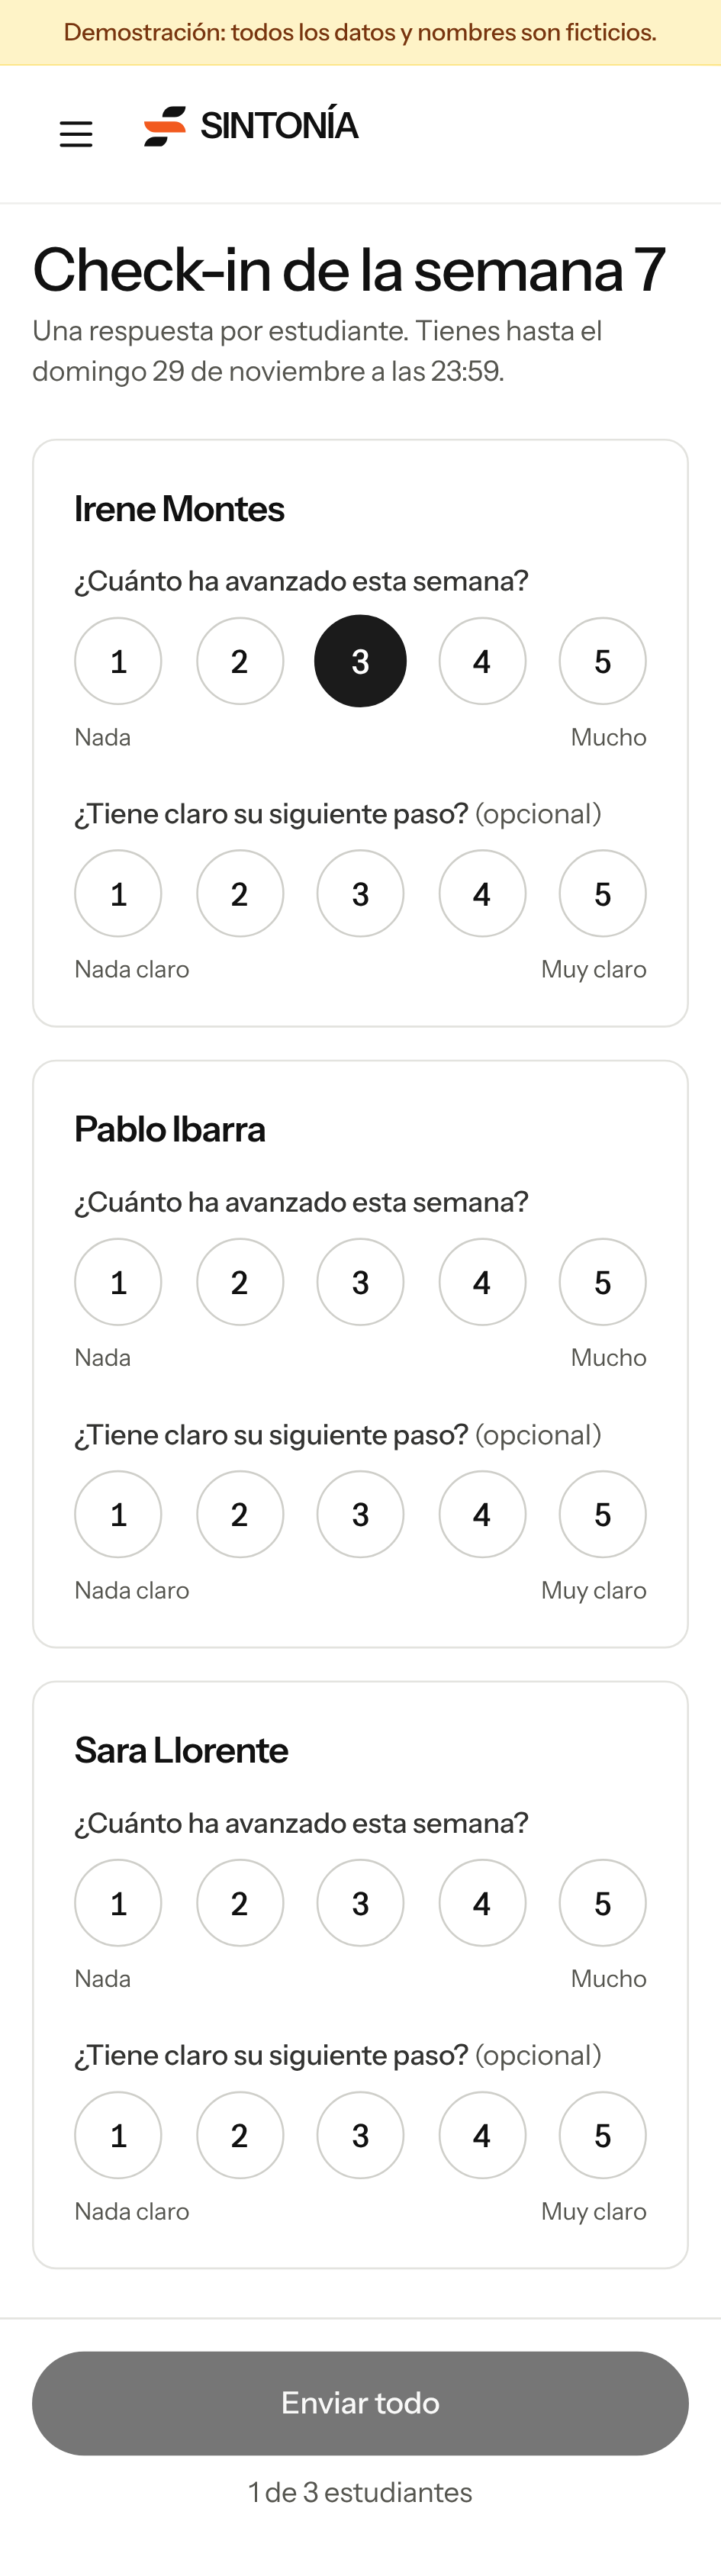 Demostración: todos los datos y nombres son ficticios.
SINTONÍA
Check-in de la semana 7
Una respuesta por estudiante. Tienes hasta el
domingo 29 de noviembre a las 23:59.
Irene Montes
¿Cuánto ha avanzado esta semana?
1 2 3 4 5
Nada Mucho
¿Tiene claro su siguiente paso? (opcional)
1 2 3 4 5
Nada claro Muy claro
Pablo Ibarra
¿Cuánto ha avanzado esta semana?
1 2 3 4 5
Nada Mucho
¿Tiene claro su siguiente paso? (opcional)
1 2 3 4 5
Nada claro Muy claro
Sara Llorente
¿Cuánto ha avanzado esta semana?
1 2 3 4 5
Nada Mucho
¿Tiene claro su siguiente paso? (opcional)
1 2 3 4 5
Nada claro Muy claro
Enviar todo
1 de 3 estudiantes